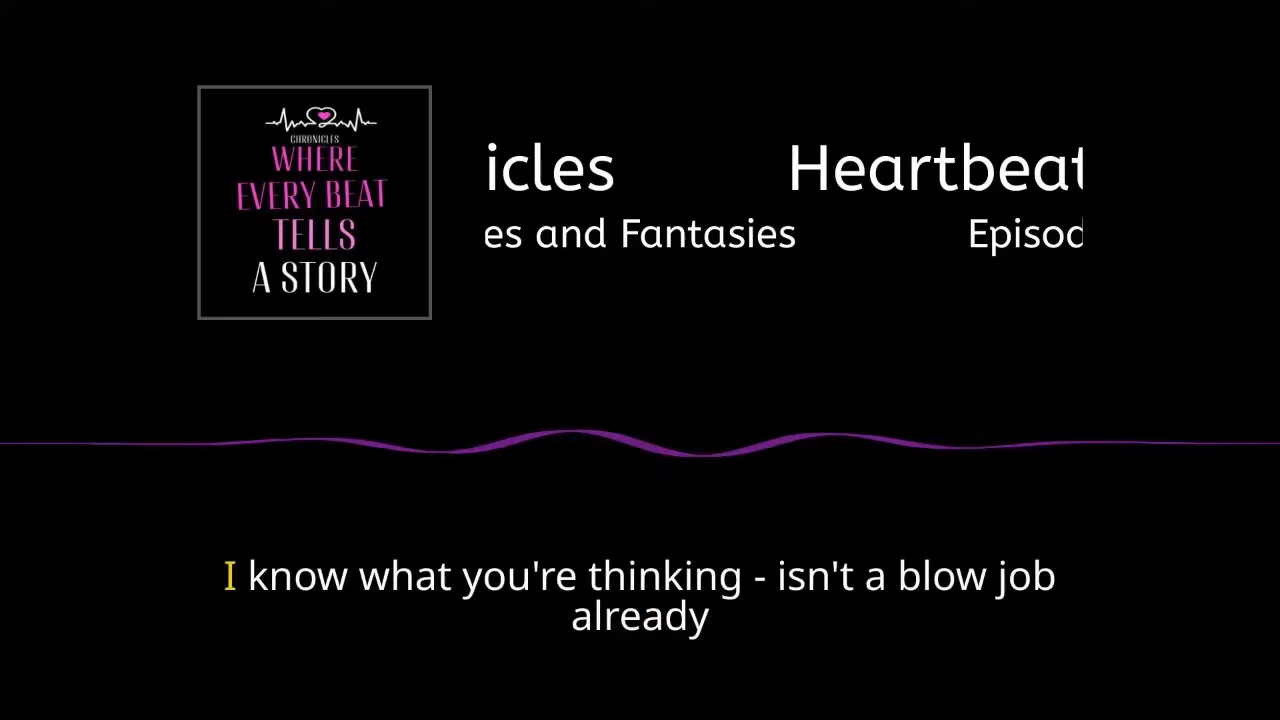 CHRONICLES
WHERE
EVERY BEAT
TELLS
A STORY
icles Heartbeat
es and Fantasies Episod
I know what you're thinking - isn't a blow job
already